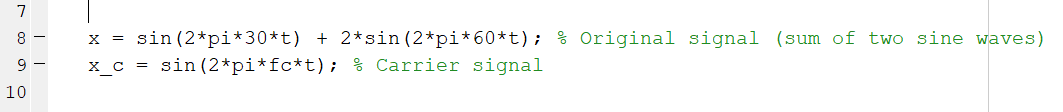 7
8 – x = sin(2*pi*30*t) + 2*sin(2*pi*60*t); % Original signal (sum of two sine waves)
9 – x_c = sin(2*pi*fc*t); % Carrier signal
10